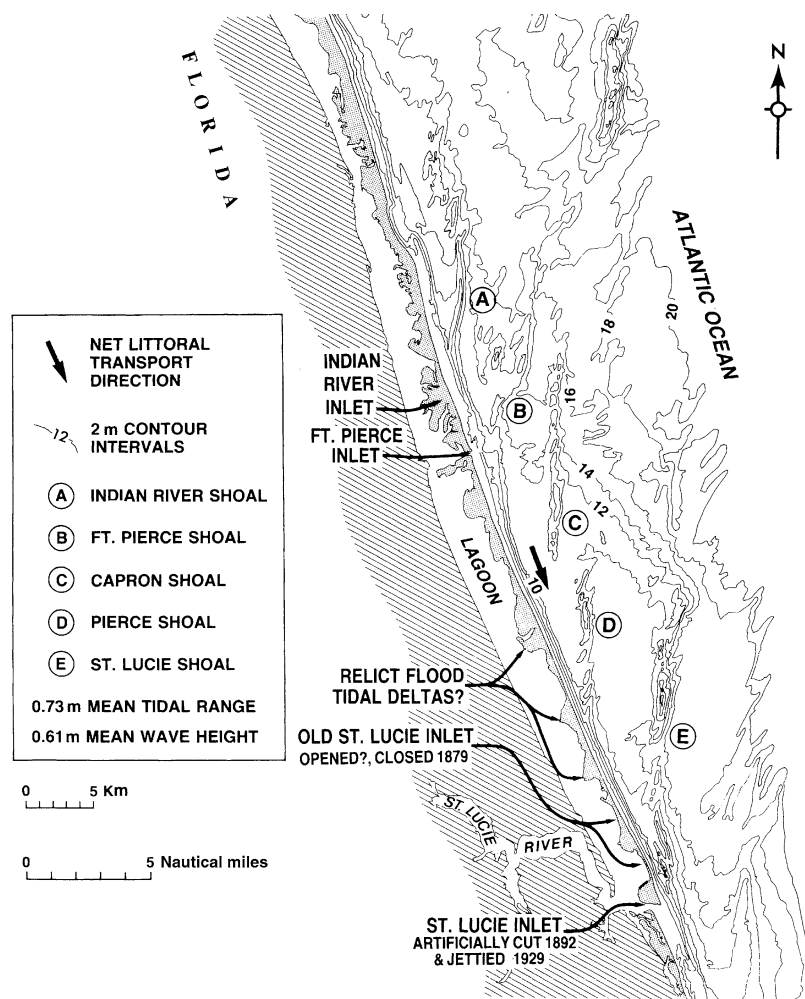 FLORIDA
N
ATLANTIC OCEAN
A
18
20
NET LITTORAL
TRANSPORT
DIRECTION
12
2 m CONTOUR
INTERVALS
A INDIAN RIVER SHOAL
B FT. PIERCE SHOAL
C CAPRON SHOAL
D PIERCE SHOAL
E ST. LUCIE SHOAL
0.73 m MEAN TIDAL RANGE
0.61 m MEAN WAVE HEIGHT
0 5 Km
0 5 Nautical miles
INDIAN
RIVER
INLET
FT. PIERCE
INLET
B
16
14
12
C
LAGOON
10
D
RELICT FLOOD
TIDAL DELTAS?
OLD ST. LUCIE INLET
OPENED?, CLOSED 1879
E
ST. LUCIE
RIVER
ST. LUCIE INLET
ARTIFICIALLY CUT 1892
& JETTIED 1929